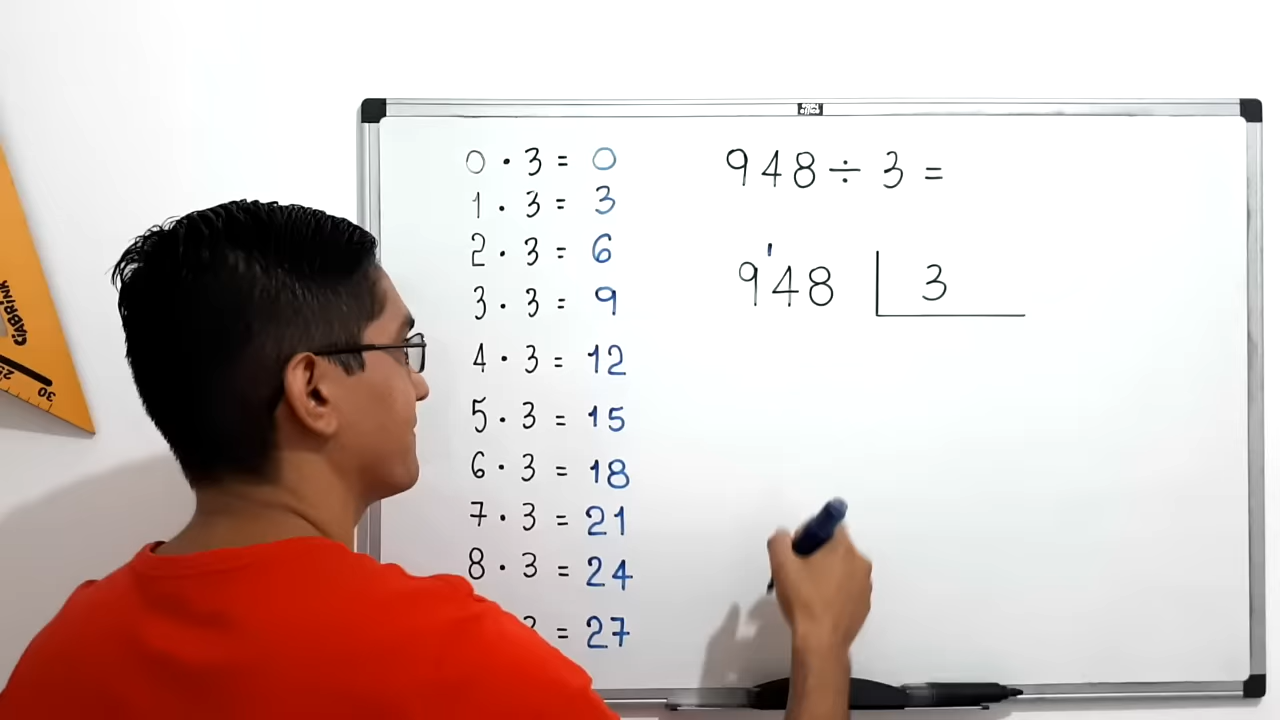 0 · 3 = 0
1 · 3 = 3
2 · 3 = 6
3 · 3 = 9
4 · 3 = 12
5 · 3 = 15
6 · 3 = 18
7 · 3 = 21
8 · 3 = 24
= 27
948 ÷ 3 =
9'48 3
CiABRiNK
30